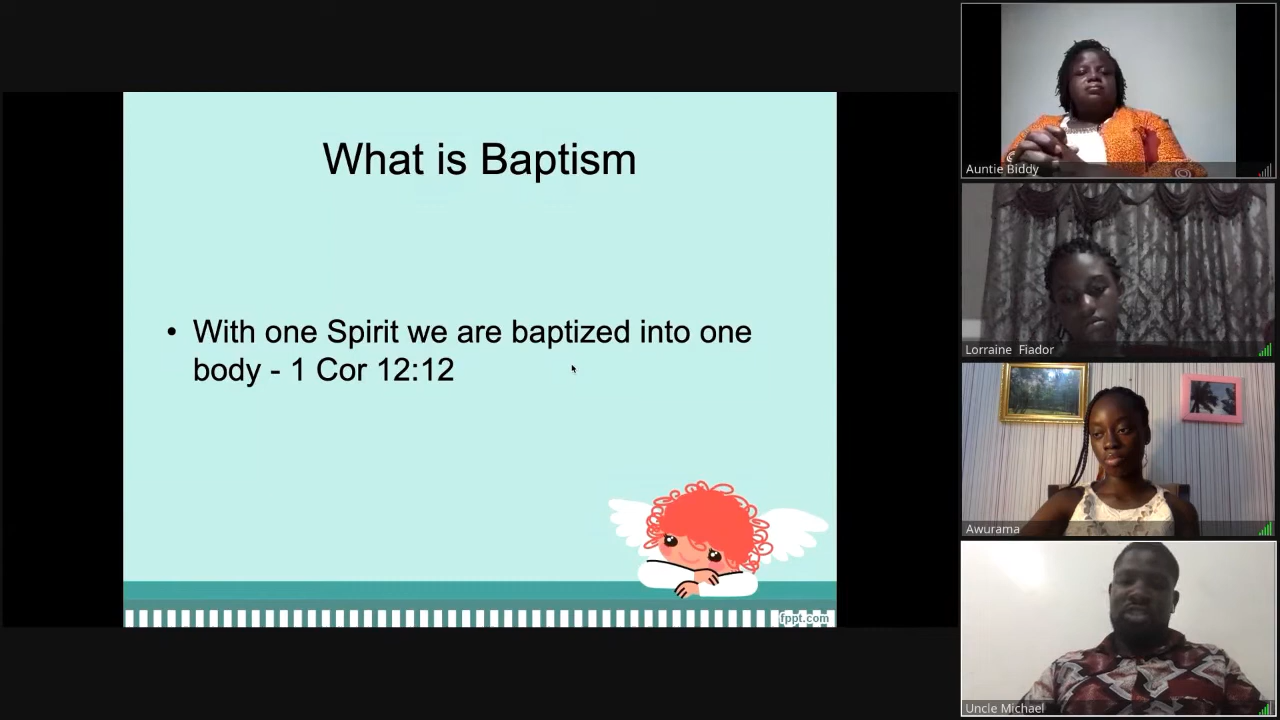 What is Baptism
• With one Spirit we are baptized into one
body - 1 Cor 12:12
fppt.com
Auntie Biddy
Lorraine Fiador
Awurama
Uncle Michael